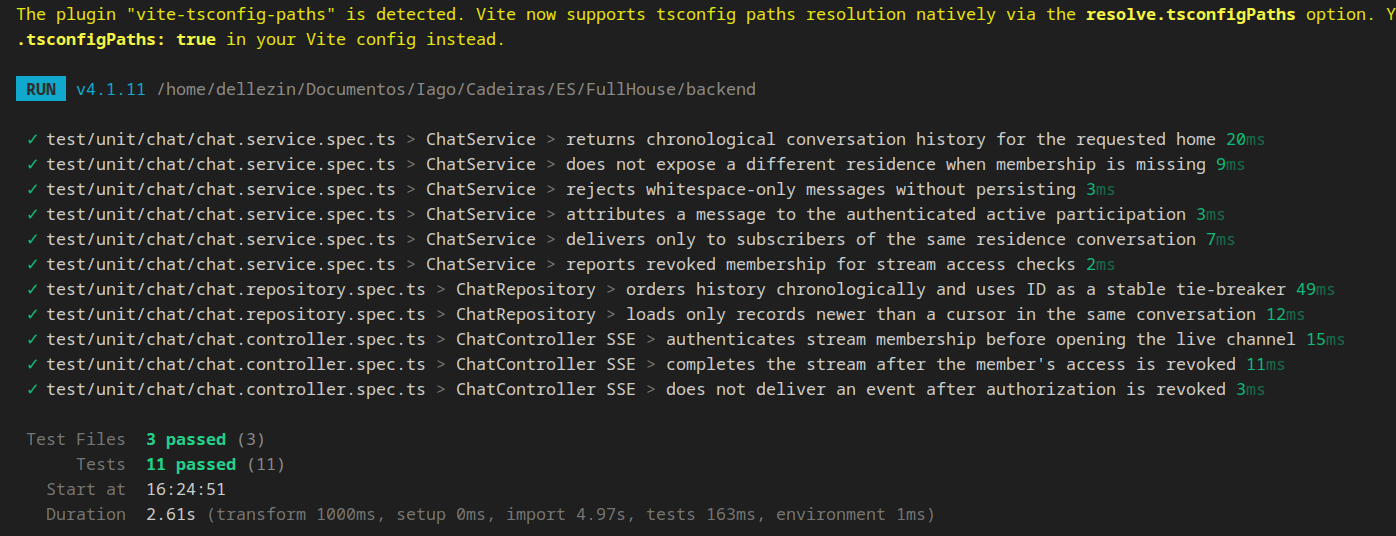 The plugin "vite-tsconfig-paths" is detected. Vite now supports tsconfig paths resolution natively via the resolve.tsconfigPaths option. Y
.tsconfigPaths: true in your Vite config instead.
RUN v4.1.11 /home/dellezin/Documentos/Iago/Cadeiras/ES/FullHouse/backend
✓ test/unit/chat/chat.service.spec.ts > ChatService > returns chronological conversation history for the requested home 20ms
✓ test/unit/chat/chat.service.spec.ts > ChatService > does not expose a different residence when membership is missing 9ms
✓ test/unit/chat/chat.service.spec.ts > ChatService > rejects whitespace-only messages without persisting 3ms
✓ test/unit/chat/chat.service.spec.ts > ChatService > attributes a message to the authenticated active participation 3ms
✓ test/unit/chat/chat.service.spec.ts > ChatService > delivers only to subscribers of the same residence conversation 7ms
✓ test/unit/chat/chat.service.spec.ts > ChatService > reports revoked membership for stream access checks 2ms
✓ test/unit/chat/chat.repository.spec.ts > ChatRepository > orders history chronologically and uses ID as a stable tie-breaker 49ms
✓ test/unit/chat/chat.repository.spec.ts > ChatRepository > loads only records newer than a cursor in the same conversation 12ms
✓ test/unit/chat/chat.controller.spec.ts > ChatController SSE > authenticates stream membership before opening the live channel 15ms
✓ test/unit/chat/chat.controller.spec.ts > ChatController SSE > completes the stream after the member's access is revoked 11ms
✓ test/unit/chat/chat.controller.spec.ts > ChatController SSE > does not deliver an event after authorization is revoked 3ms
Test Files 3 passed (3)
Tests 11 passed (11)
Start at 16:24:51
Duration 2.61s (transform 1000ms, setup 0ms, import 4.97s, tests 163ms, environment 1ms)